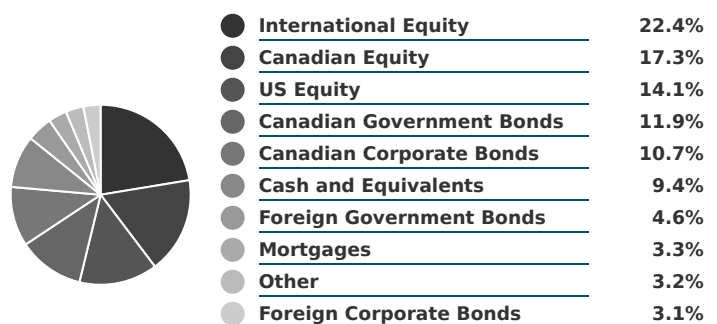 International Equity 22.4%
Canadian Equity 17.3%
US Equity 14.1%
Canadian Government Bonds 11.9%
Canadian Corporate Bonds 10.7%
Cash and Equivalents 9.4%
Foreign Government Bonds 4.6%
Mortgages 3.3%
Other 3.2%
Foreign Corporate Bonds 3.1%